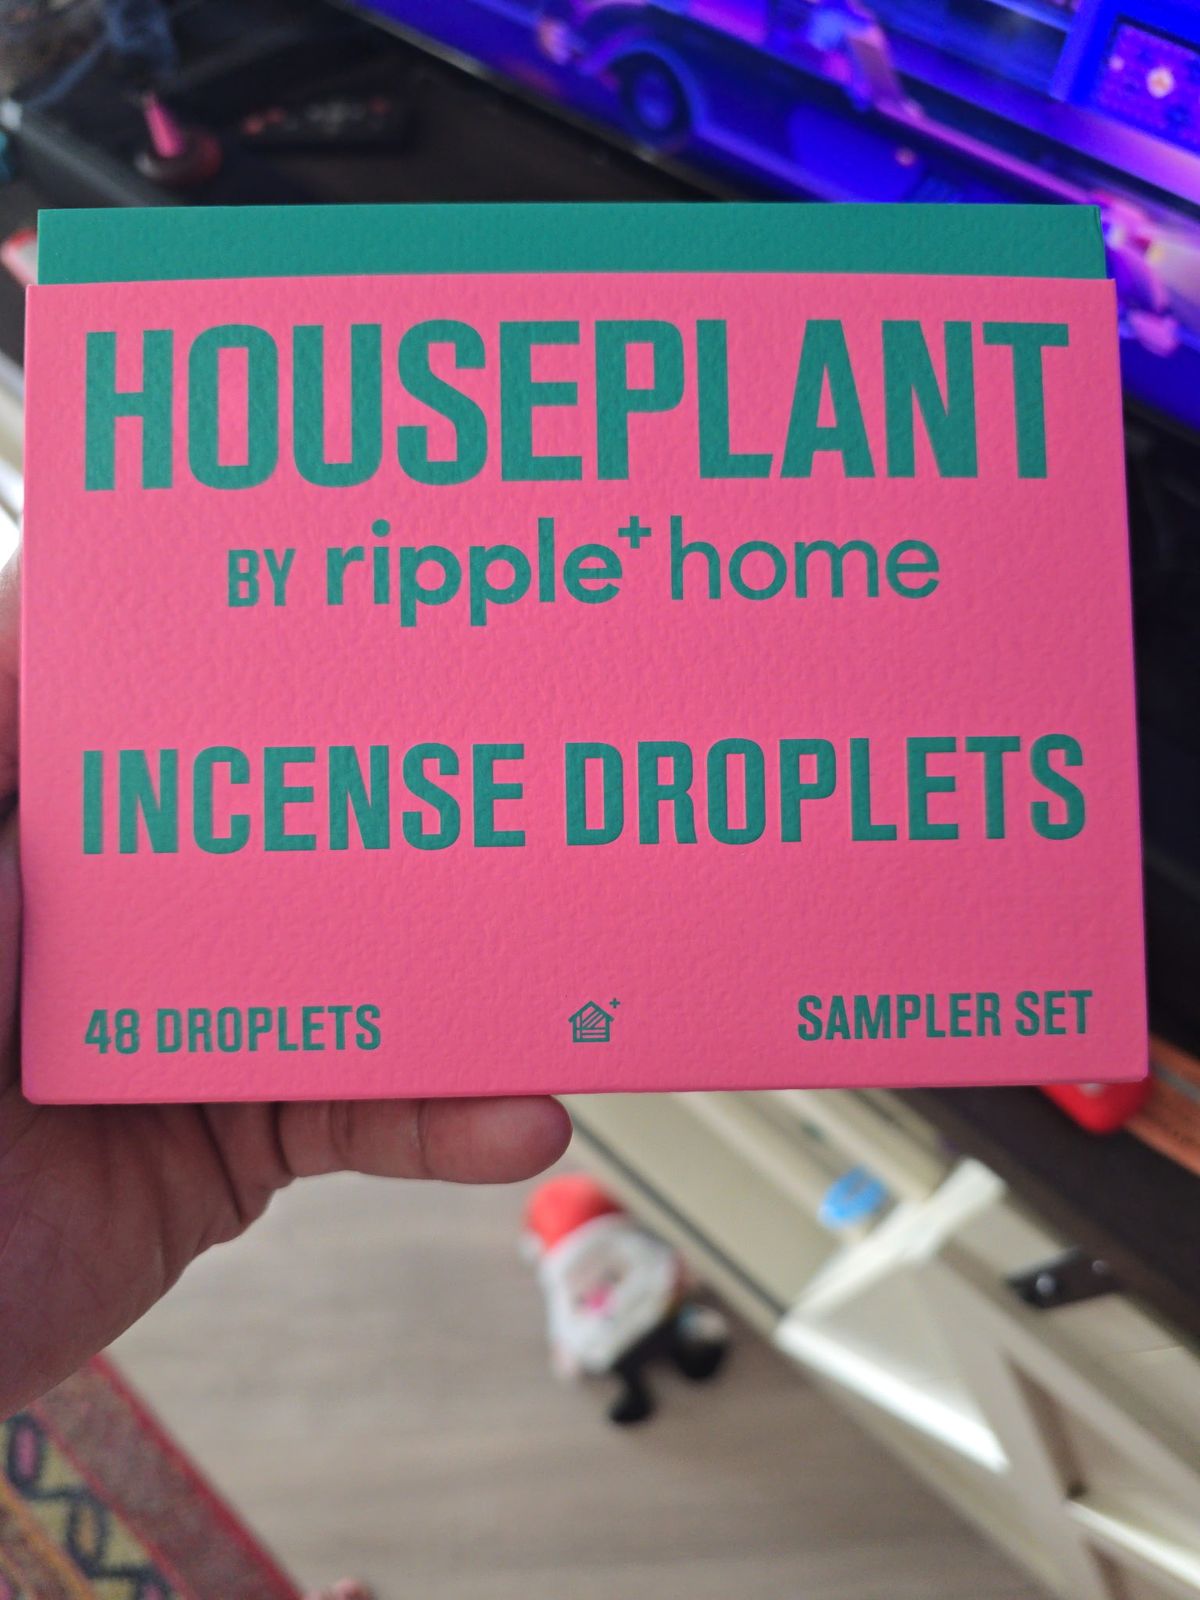 HOUSEPLANT
BY ripple+ home
INCENSE DROPLETS
48 DROPLETS
SAMPLER SET